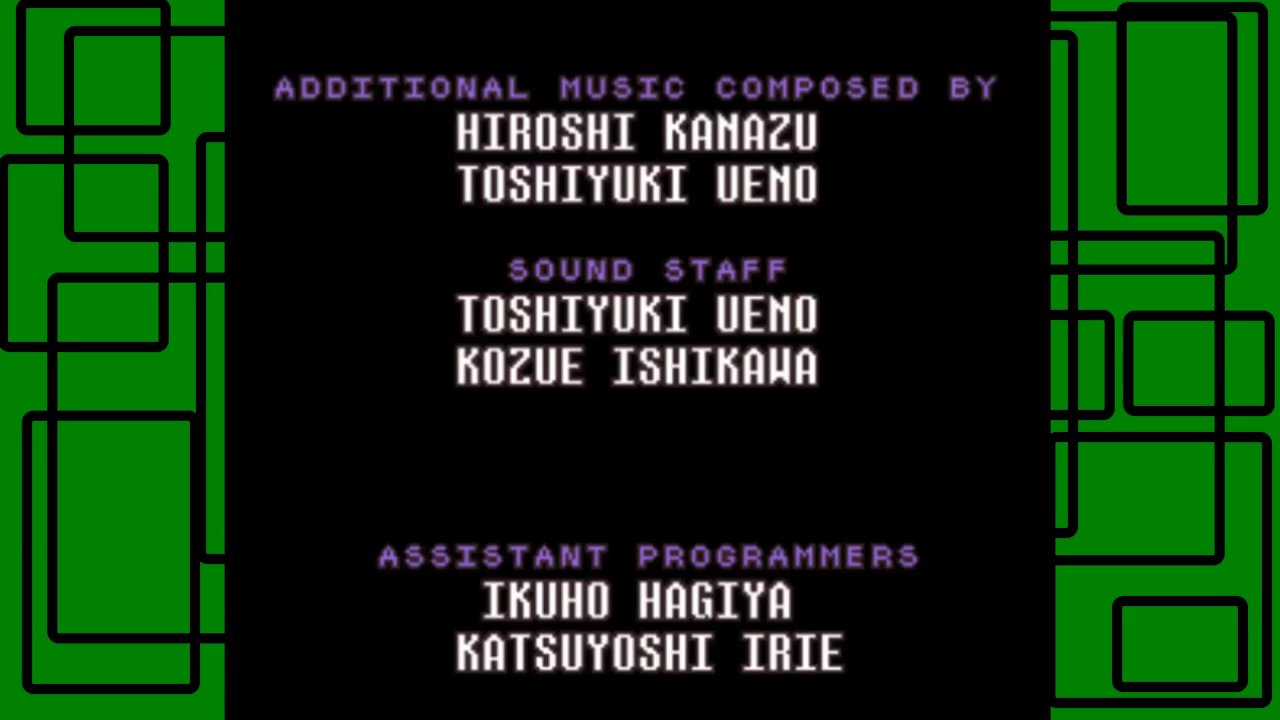 ADDITIONAL MUSIC COMPOSED BY
HIROSHI KANAZU
TOSHIYUKI UENO
SOUND STAFF
TOSHIYUKI UENO
KOZUE ISHIKAWA
ASSISTANT PROGRAMMERS
IKUHO HAGIYA
KATSUYOSHI IRIE